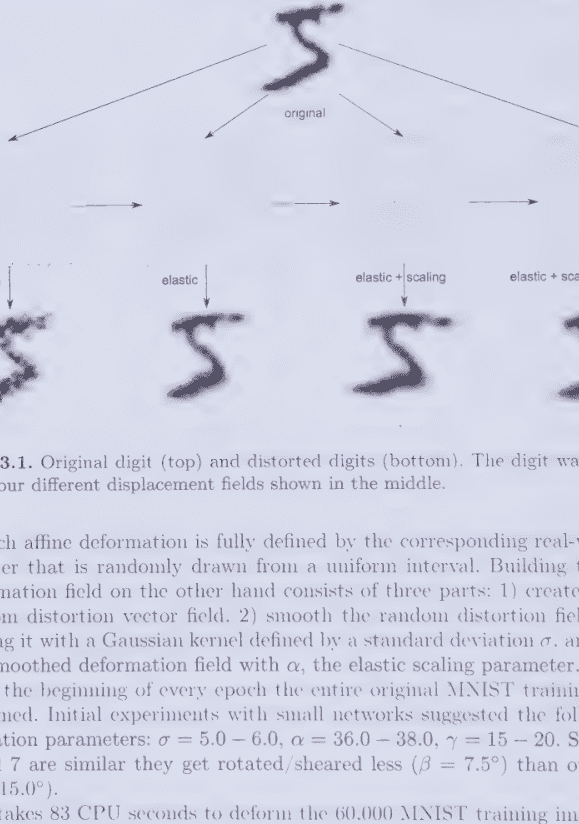 original
elastic
elastic + scaling
elastic + sca
3.1. Original digit (top) and distorted digits (bottom). The digit wa
our different displacement fields shown in the middle.
ch affine deformation is fully defined by the corresponding real-v
er that is randomly drawn from a uniform interval. Building t
mation field on the other hand consists of three parts: 1) create
m distortion vector field. 2) smooth the random distortion fiel
ng it with a Gaussian kernel defined by a standard deviation σ. an
moothed deformation field with α, the elastic scaling parameter.
the beginning of every epoch the entire original MNIST trainin
med. Initial experiments with small networks suggested the foll
ation parameters: σ = 5.0 − 6.0, α = 36.0 − 38.0, γ = 15 − 20. S
l 7 are similar they get rotated/sheared less (β = 7.5°) than o
15.0°).
takes 83 CPU seconds to deform the 60.000 MNIST training im